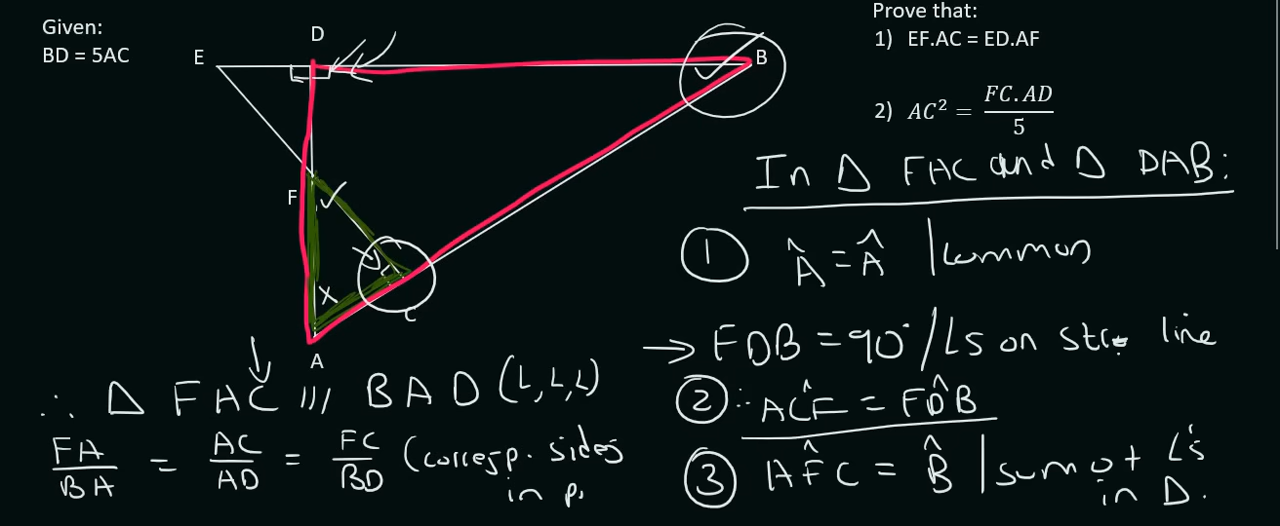 Given:
BD = 5AC
Prove that:
1) EF.AC = ED.AF
2) AC² = FC.AD / 5
E
D
B
F
x
C
A
In Δ FAC and Δ DAB:
① Â = Â | common
→ FDB = 90° / Ls on str. line
② ∴ AĈF = FD̂B
③ AF̂C = B̂ | sum of L's in Δ.
∴ Δ FAC /// BAD (L,L,L)
FA/BA = AC/AD = FC/BD (corresp. sides
in p,